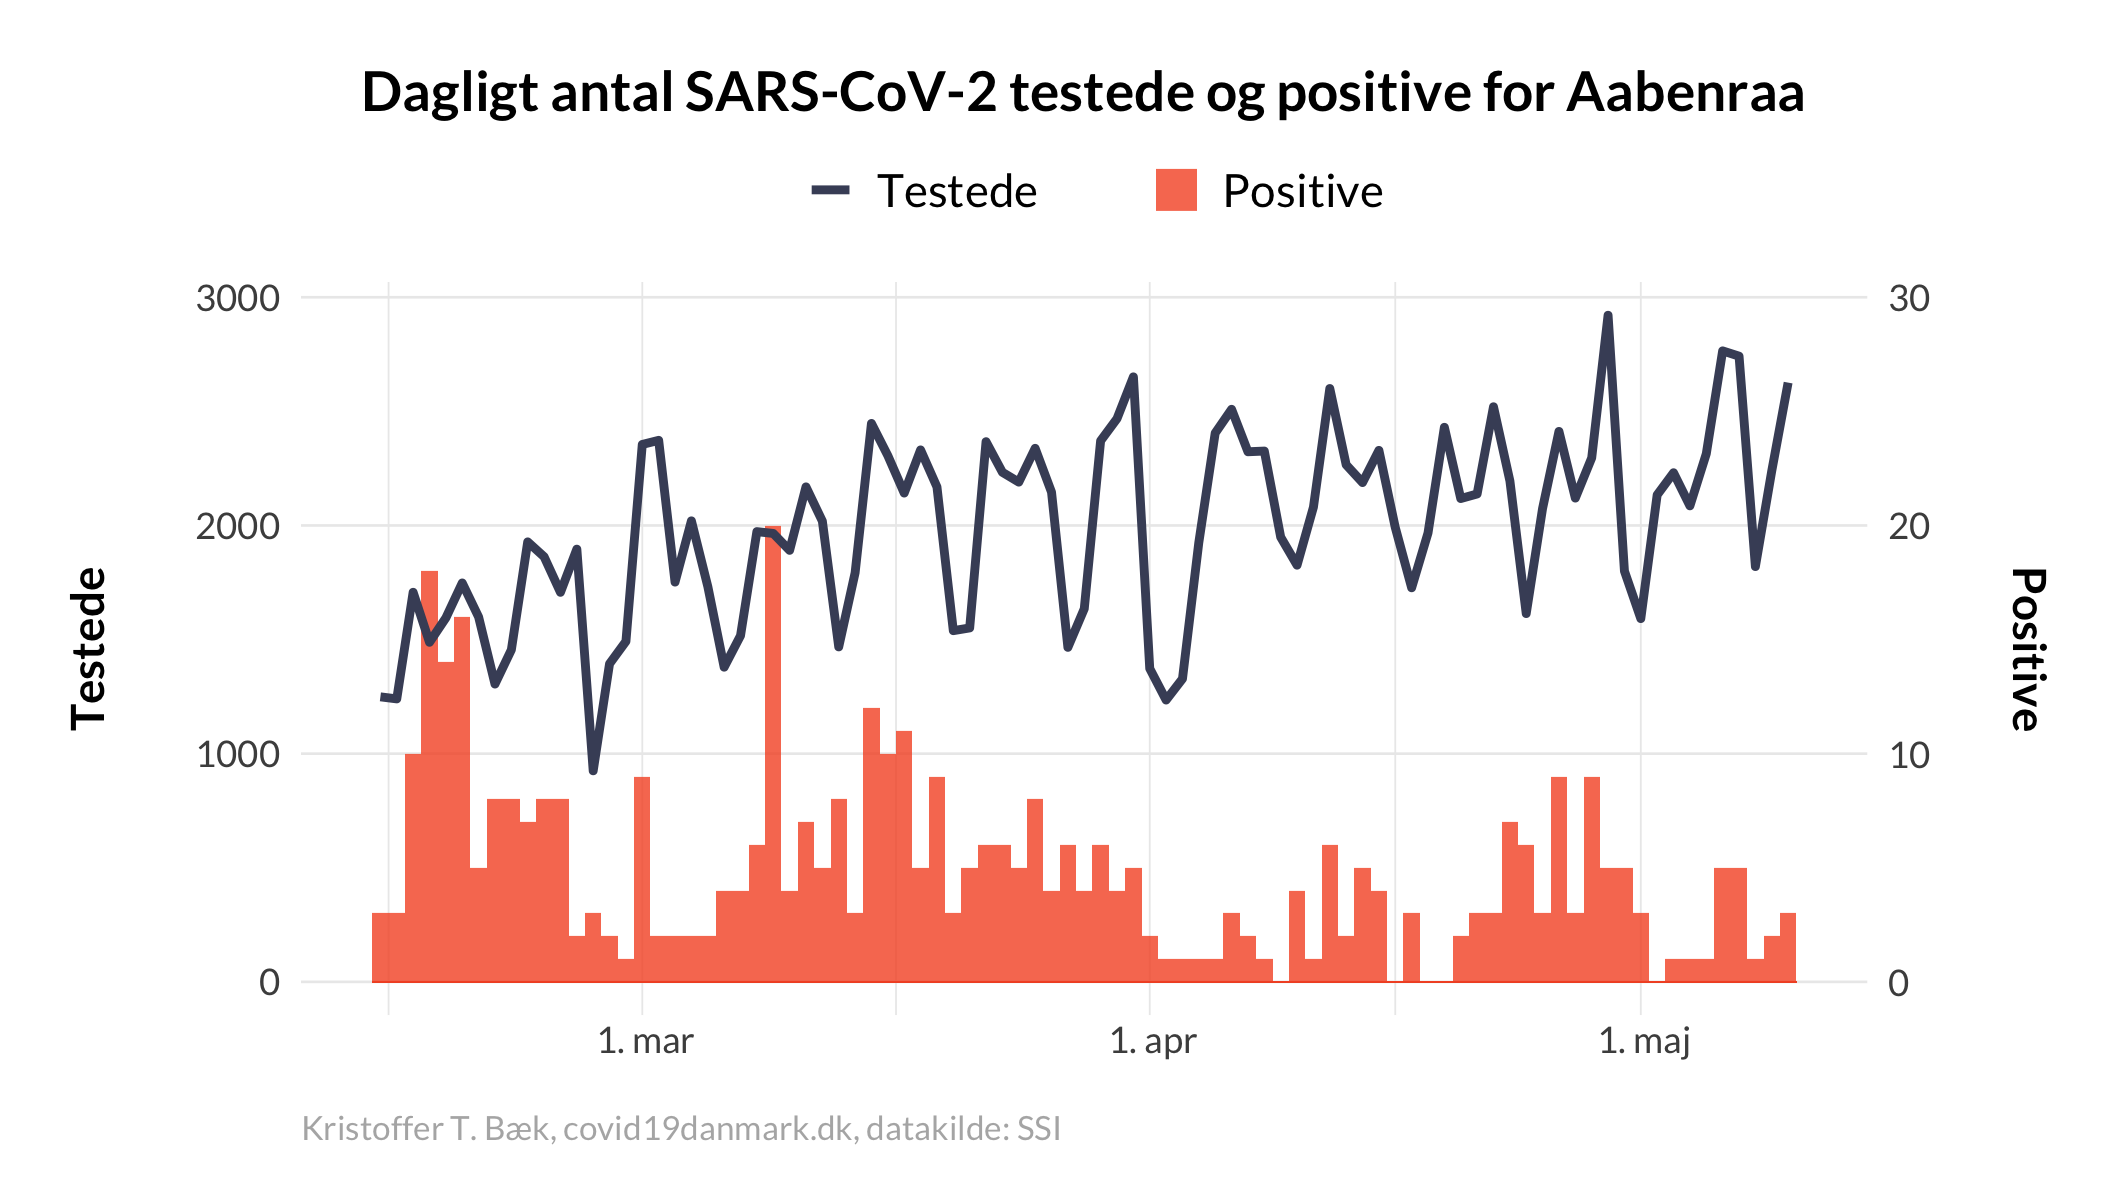 Dagligt antal SARS-CoV-2 testede og positive for Aabenraa
Testede
Positive
3000
2000
1000
0
30
20
10
0
Testede
Positive
1. mar
1. apr
1. maj
Kristoffer T. Bæk, covid19danmark.dk, datakilde: SSI